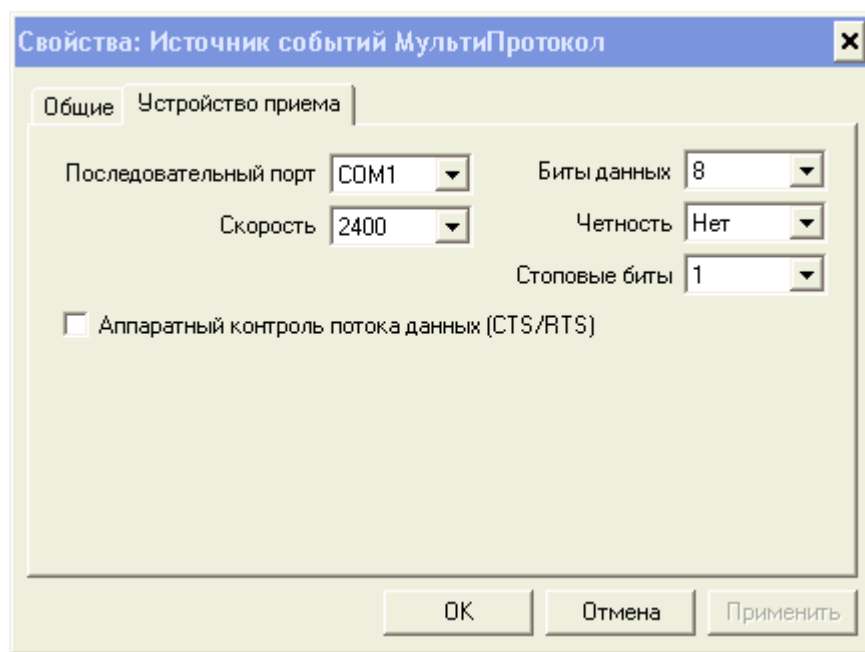 Свойства: Источник событий МультиПротокол
Общие Устройство приема
Последовательный порт COM1 Биты данных 8
Скорость 2400 Четность Нет
Стоповые биты 1
Аппаратный контроль потока данных (CTS/RTS)
OK Отмена Применить